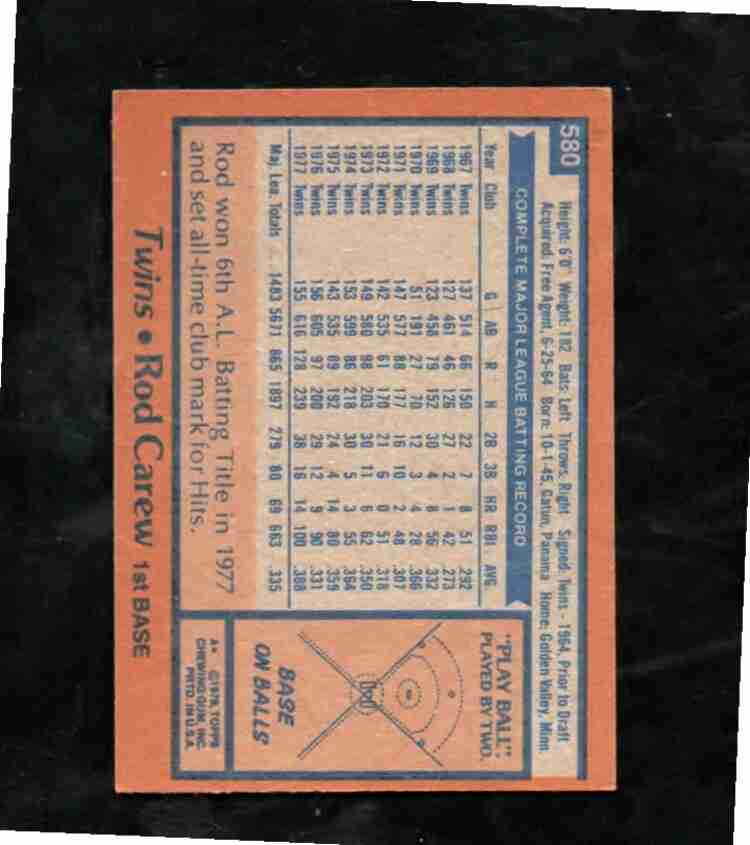 580
Height: 6'0" Weight: 182 Bats: Left Throws: Right Signed: Twins - 1964, Prior to Draft
Acquired: Free Agent, 6-25-64 Born: 10-1-45, Gatun, Panama Home: Golden Valley, Minn.
COMPLETE MAJOR LEAGUE BATTING RECORD
Year Club G AB R H 2B 3B HR RBI AVG
1967 Twins 137 514 66 150 22 7 8 51 .292
1968 Twins 127 461 46 126 27 2 1 42 .273
1969 Twins 123 458 79 152 30 4 8 56 .332
1970 Twins 51 191 27 70 12 3 4 28 .366
1971 Twins 147 577 88 177 16 10 2 48 .307
1972 Twins 142 535 61 170 21 6 0 51 .318
1973 Twins 149 580 98 203 30 11 6 62 .350
1974 Twins 153 599 86 218 30 5 3 55 .364
1975 Twins 143 535 89 192 24 4 14 80 .359
1976 Twins 156 605 97 200 29 12 9 90 .331
1977 Twins 155 616 128 239 38 16 14 100 .388
Maj. Lea. Totals 1483 5671 865 1897 279 80 69 663 .335
Rod won 6th A.L. Batting Title in 1977
and set all-time club mark for Hits.
Twins • Rod Carew 1st BASE
"PLAY BALL":
PLAYED BY TWO.
BASE
ON BALLS
A* ©1978, TOPPS
CHEWING GUM, INC.
PRTD. IN U.S.A.